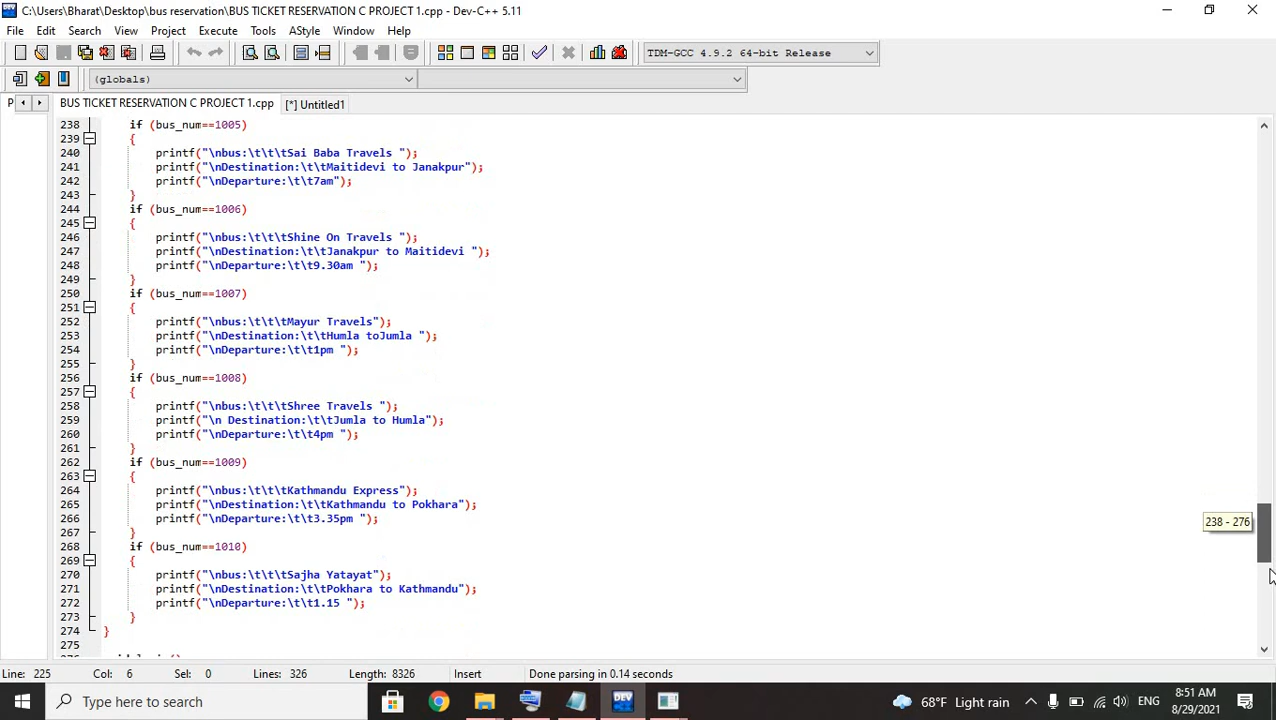 C:\Users\Bharat\Desktop\bus reservation\BUS TICKET RESERVATION C PROJECT 1.cpp - Dev-C++ 5.11
File Edit Search View Project Execute Tools AStyle Window Help
TDM-GCC 4.9.2 64-bit Release
(globals)
P BUS TICKET RESERVATION C PROJECT 1.cpp [*] Untitled1
238 if (bus_num==1005)
239 {
240 printf("\nbus:\t\t\tSai Baba Travels ");
241 printf("\nDestination:\t\tMaitidevi to Janakpur");
242 printf("\nDeparture:\t\t7am");
243 }
244 if (bus_num==1006)
245 {
246 printf("\nbus:\t\t\tShine On Travels ");
247 printf("\nDestination:\t\tJanakpur to Maitidevi ");
248 printf("\nDeparture:\t\t9.30am ");
249 }
250 if (bus_num==1007)
251 {
252 printf("\nbus:\t\t\tMayur Travels");
253 printf("\nDestination:\t\tHumla toJumla ");
254 printf("\nDeparture:\t\t1pm ");
255 }
256 if (bus_num==1008)
257 {
258 printf("\nbus:\t\t\tShree Travels ");
259 printf("\n Destination:\t\tJumla to Humla");
260 printf("\nDeparture:\t\t4pm ");
261 }
262 if (bus_num==1009)
263 {
264 printf("\nbus:\t\t\tKathmandu Express");
265 printf("\nDestination:\t\tKathmandu to Pokhara");
266 printf("\nDeparture:\t\t3.35pm ");
267 }
268 if (bus_num==1010)
269 {
270 printf("\nbus:\t\t\tSajha Yatayat");
271 printf("\nDestination:\t\tPokhara to Kathmandu");
272 printf("\nDeparture:\t\t1.15 ");
273 }
274 }
275
238 - 276
Line: 225 Col: 6 Sel: 0 Lines: 326 Length: 8326 Insert Done parsing in 0.14 seconds
Type here to search
DEV
68°F Light rain
ENG
8:51 AM
8/29/2021